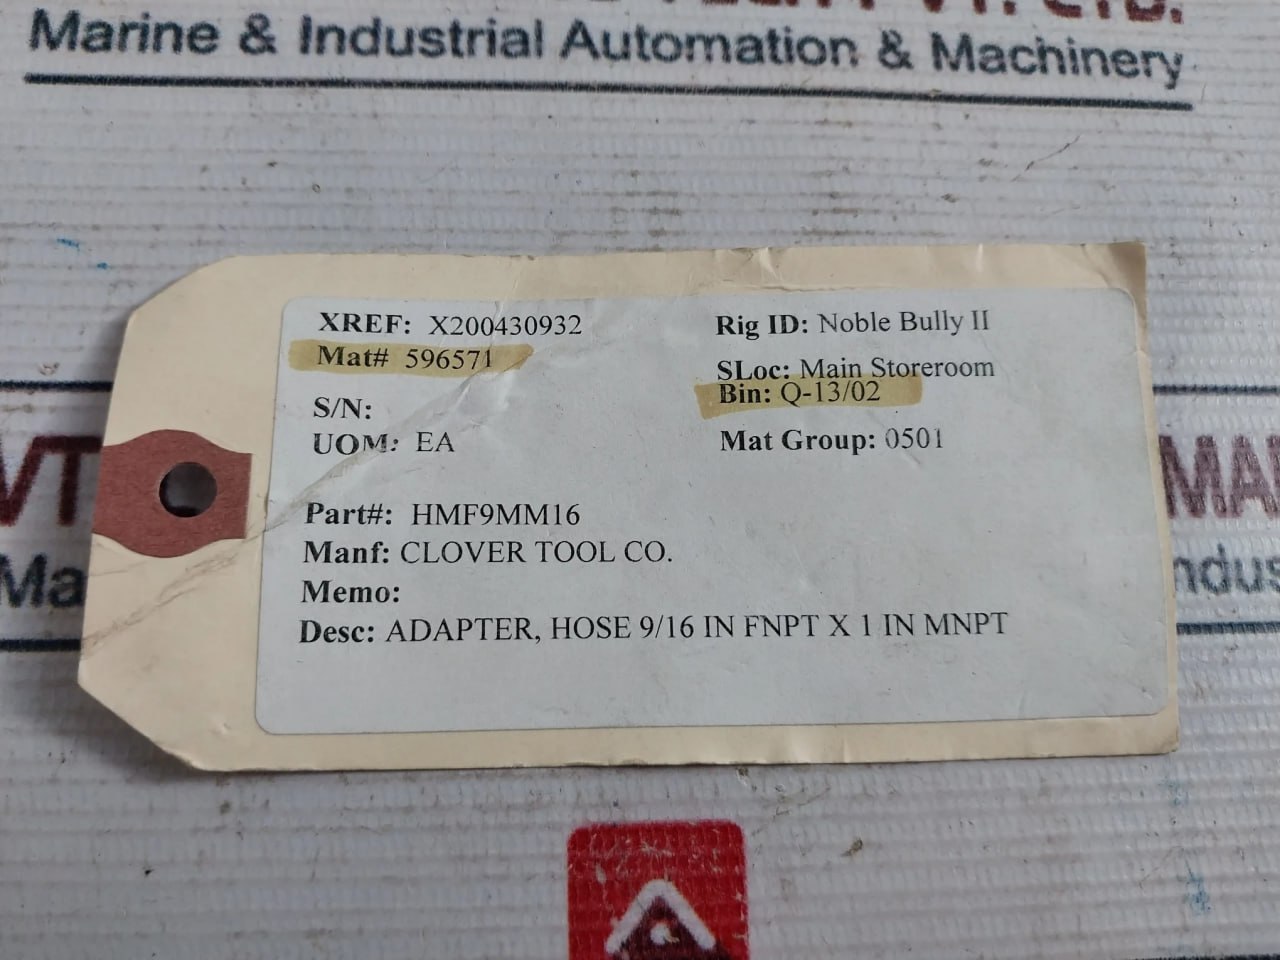 PVT. LTD.
Marine & Industrial Automation & Machinery
XREF: X200430932
Mat# 596571
S/N:
UOM: EA
Rig ID: Noble Bully II
SLoc: Main Storeroom
Bin: Q-13/02
Mat Group: 0501
Part#: HMF9MM16
Manf: CLOVER TOOL CO.
Memo:
Desc: ADAPTER, HOSE 9/16 IN FNPT X 1 IN MNPT